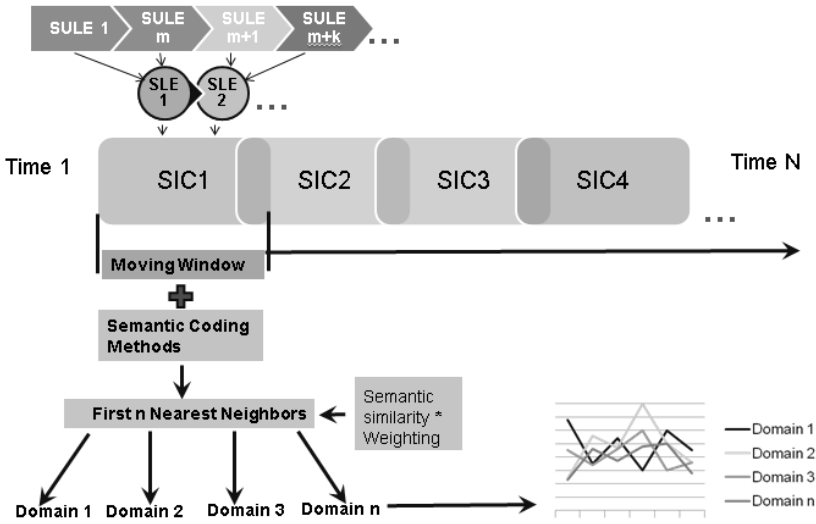 SULE 1
SULE
m
SULE
m+1
SULE
m+k
...
SLE
1
SLE
2
...
Time 1
SIC1
SIC2
SIC3
SIC4
Time N
...
Moving Window
Semantic Coding
Methods
First n Nearest Neighbors
Semantic
similarity *
Weighting
Domain 1
Domain 2
Domain 3
Domain n
Domain 1
Domain 2
Domain 3
Domain n